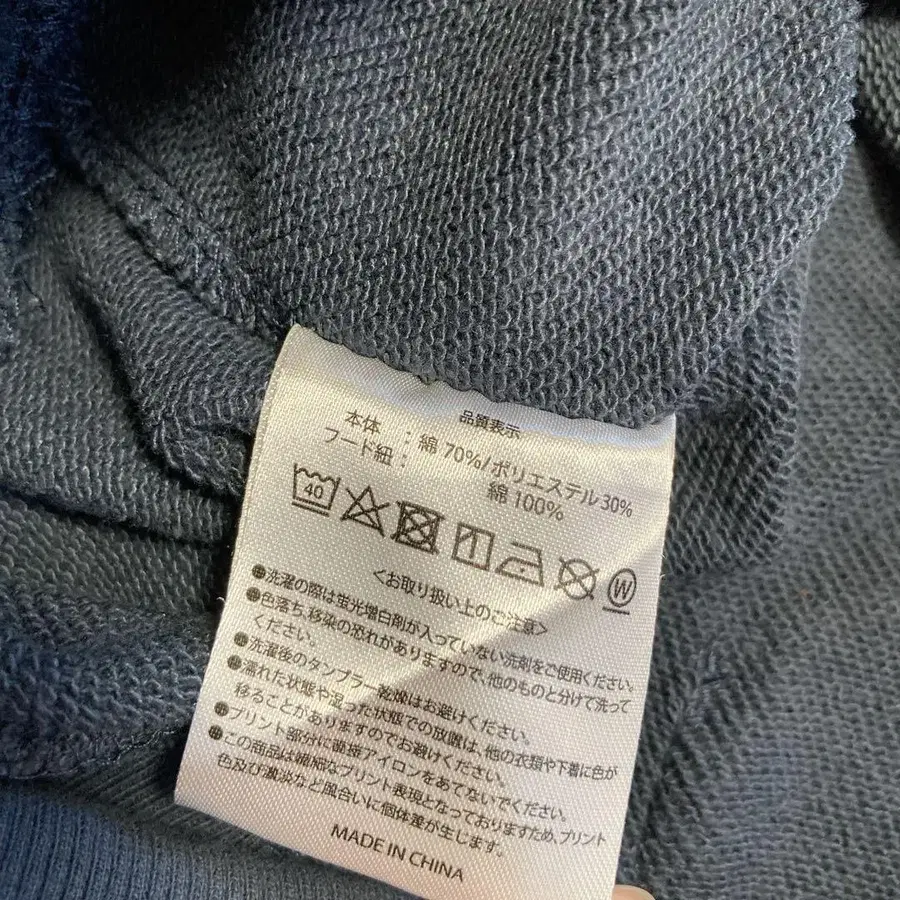 品質表示
本体 : 綿 70%/ポリエステル 30%
フード紐 : 綿 100%
40
W
<お取り扱い上のご注意>
●洗濯の際は蛍光増白剤が入っていない洗剤をご使用ください。
●色落ち、移染の恐れがありますので、他のものと分けて洗って
ください。
●洗濯後のタンブラー乾燥はお避けください。
●濡れた状態や湿った状態での放置は、他の衣類や下着に色が
移ることがありますのでお避けください。
●プリント部分に直接アイロンをあてないでください。
●この商品は繊細なプリント表現となっておりますため、プリント
色及び濃淡など風合いに個体差が生じます。
MADE IN CHINA